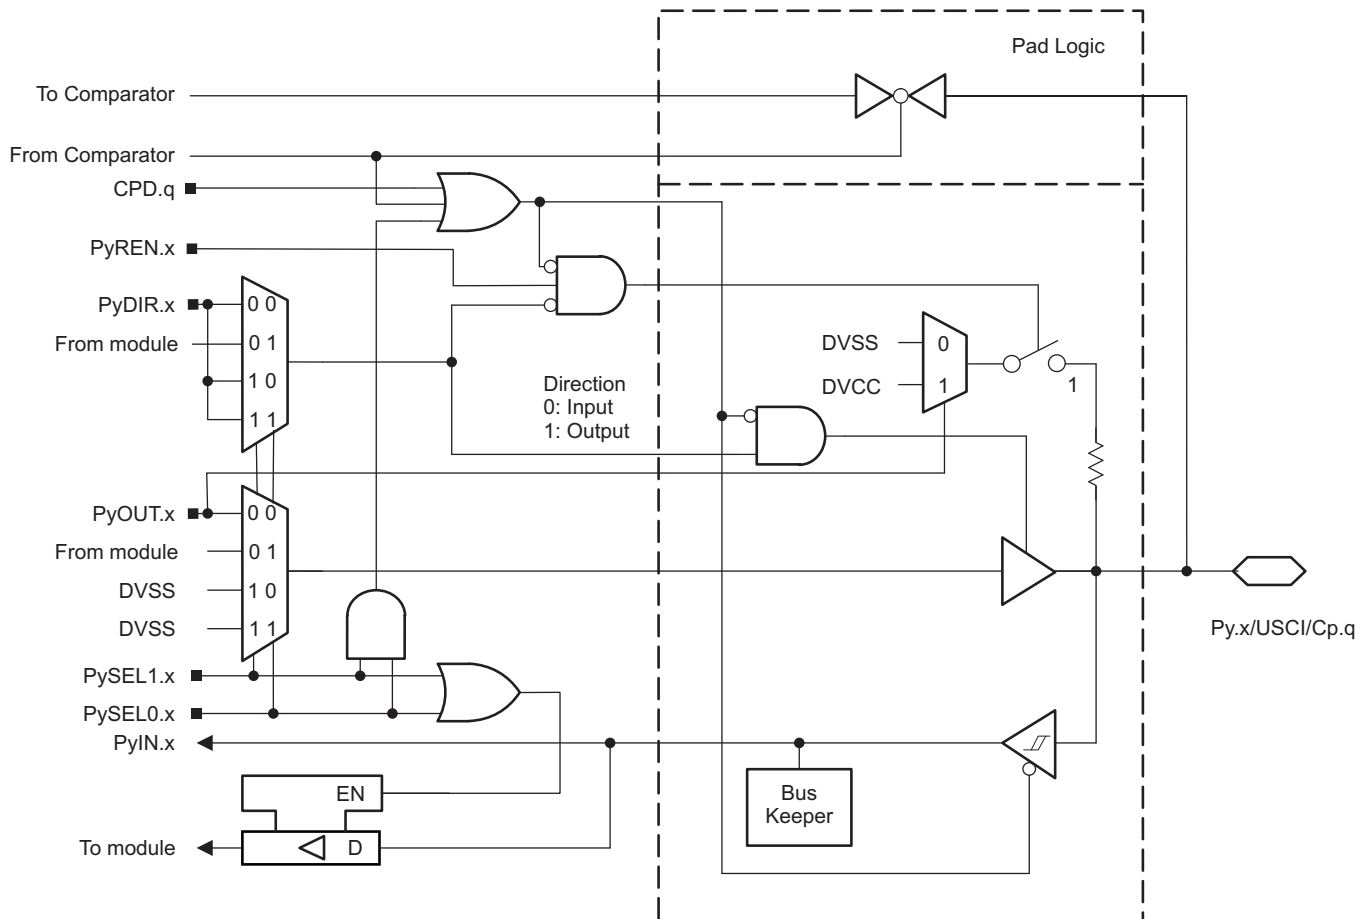 Pad Logic
To Comparator
From Comparator
CPD.q
PyREN.x
PyDIR.x
0 0
From module
0 1
1 0
1 1
Direction
0: Input
1: Output
DVSS
0
DVCC
1
1
PyOUT.x
0 0
From module
0 1
DVSS
1 0
DVSS
1 1
Py.x/USCI/Cp.q
PySEL1.x
PySEL0.x
PyIN.x
EN
Bus
Keeper
To module
D